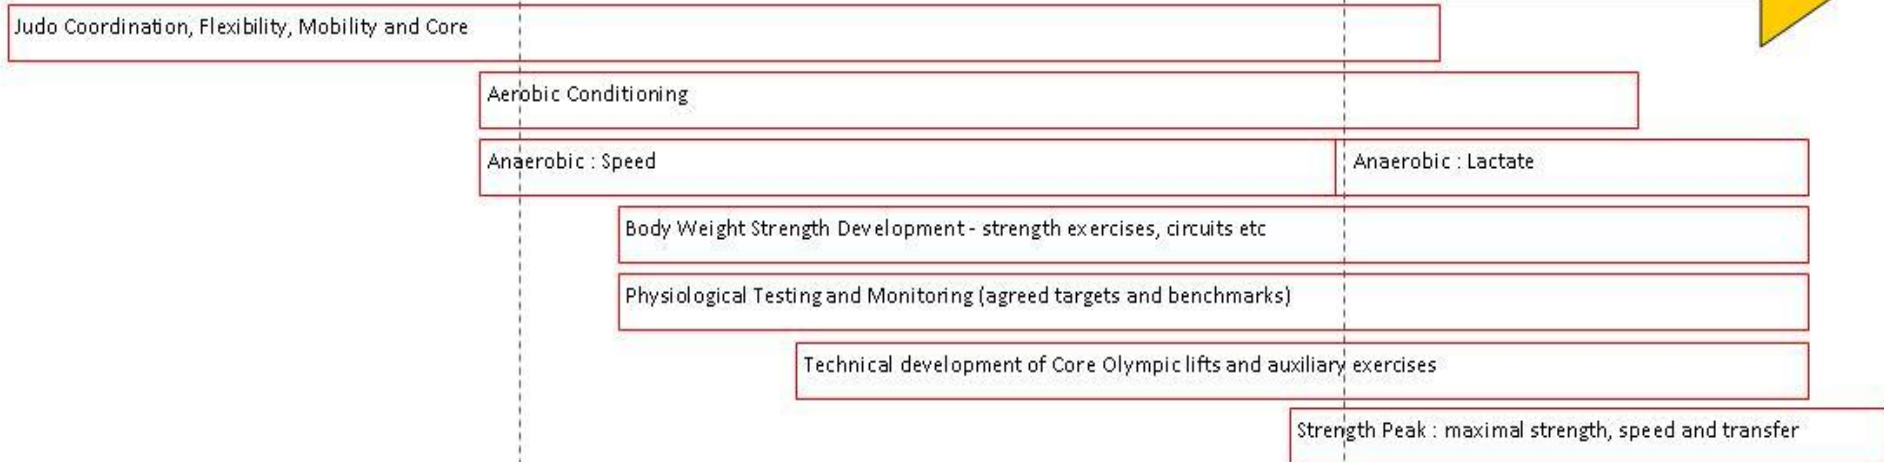 Judo Coordination, Flexibility, Mobility and Core
Aerobic Conditioning
Anaerobic : Speed
Anaerobic : Lactate
Body Weight Strength Development - strength exercises, circuits etc
Physiological Testing and Monitoring (agreed targets and benchmarks)
Technical development of Core Olympic lifts and auxiliary exercises
Strength Peak : maximal strength, speed and transfer